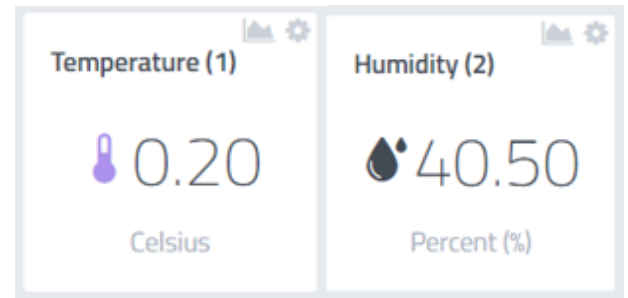 Temperature (1)
0.20
Celsius
Humidity (2)
40.50
Percent (%)